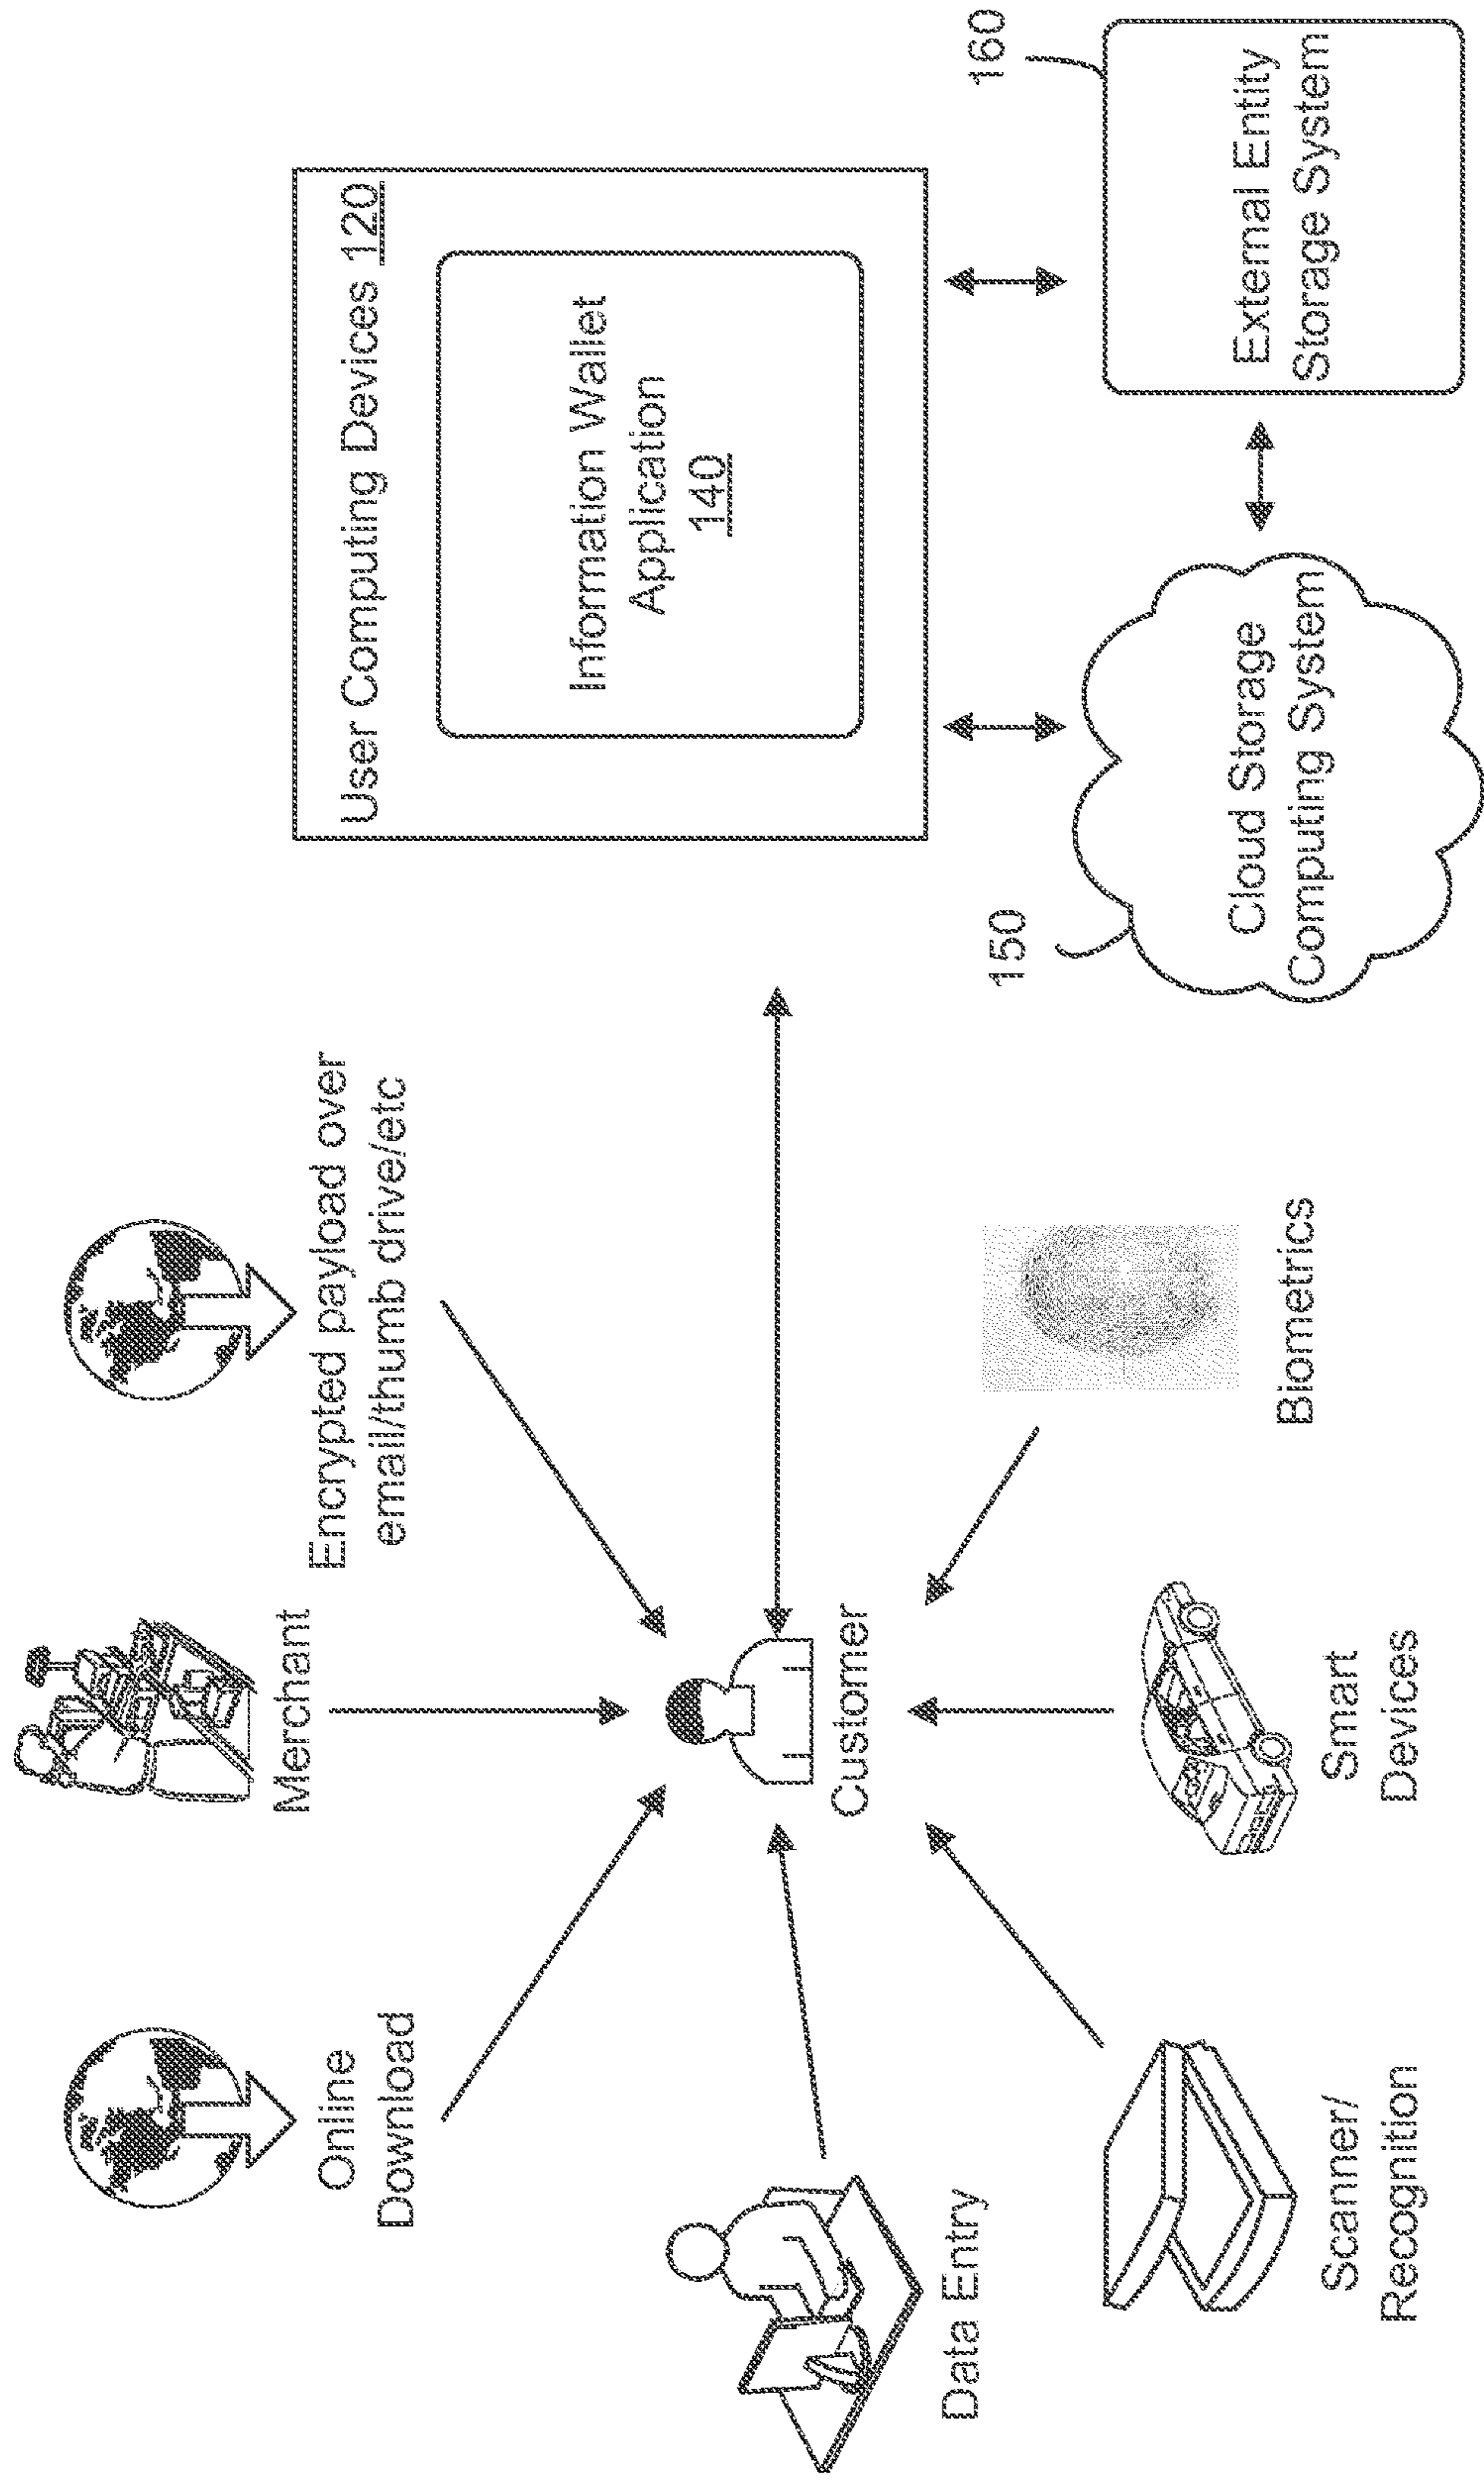 Online
Download
Merchant
Encrypted payload over
email/thumb drive/etc
Data Entry
Customer
Scanner/
Recognition
Smart
Devices
Biometrics
User Computing Devices 120
Information Wallet
Application
140
150
Cloud Storage
Computing System
160
External Entity
Storage System